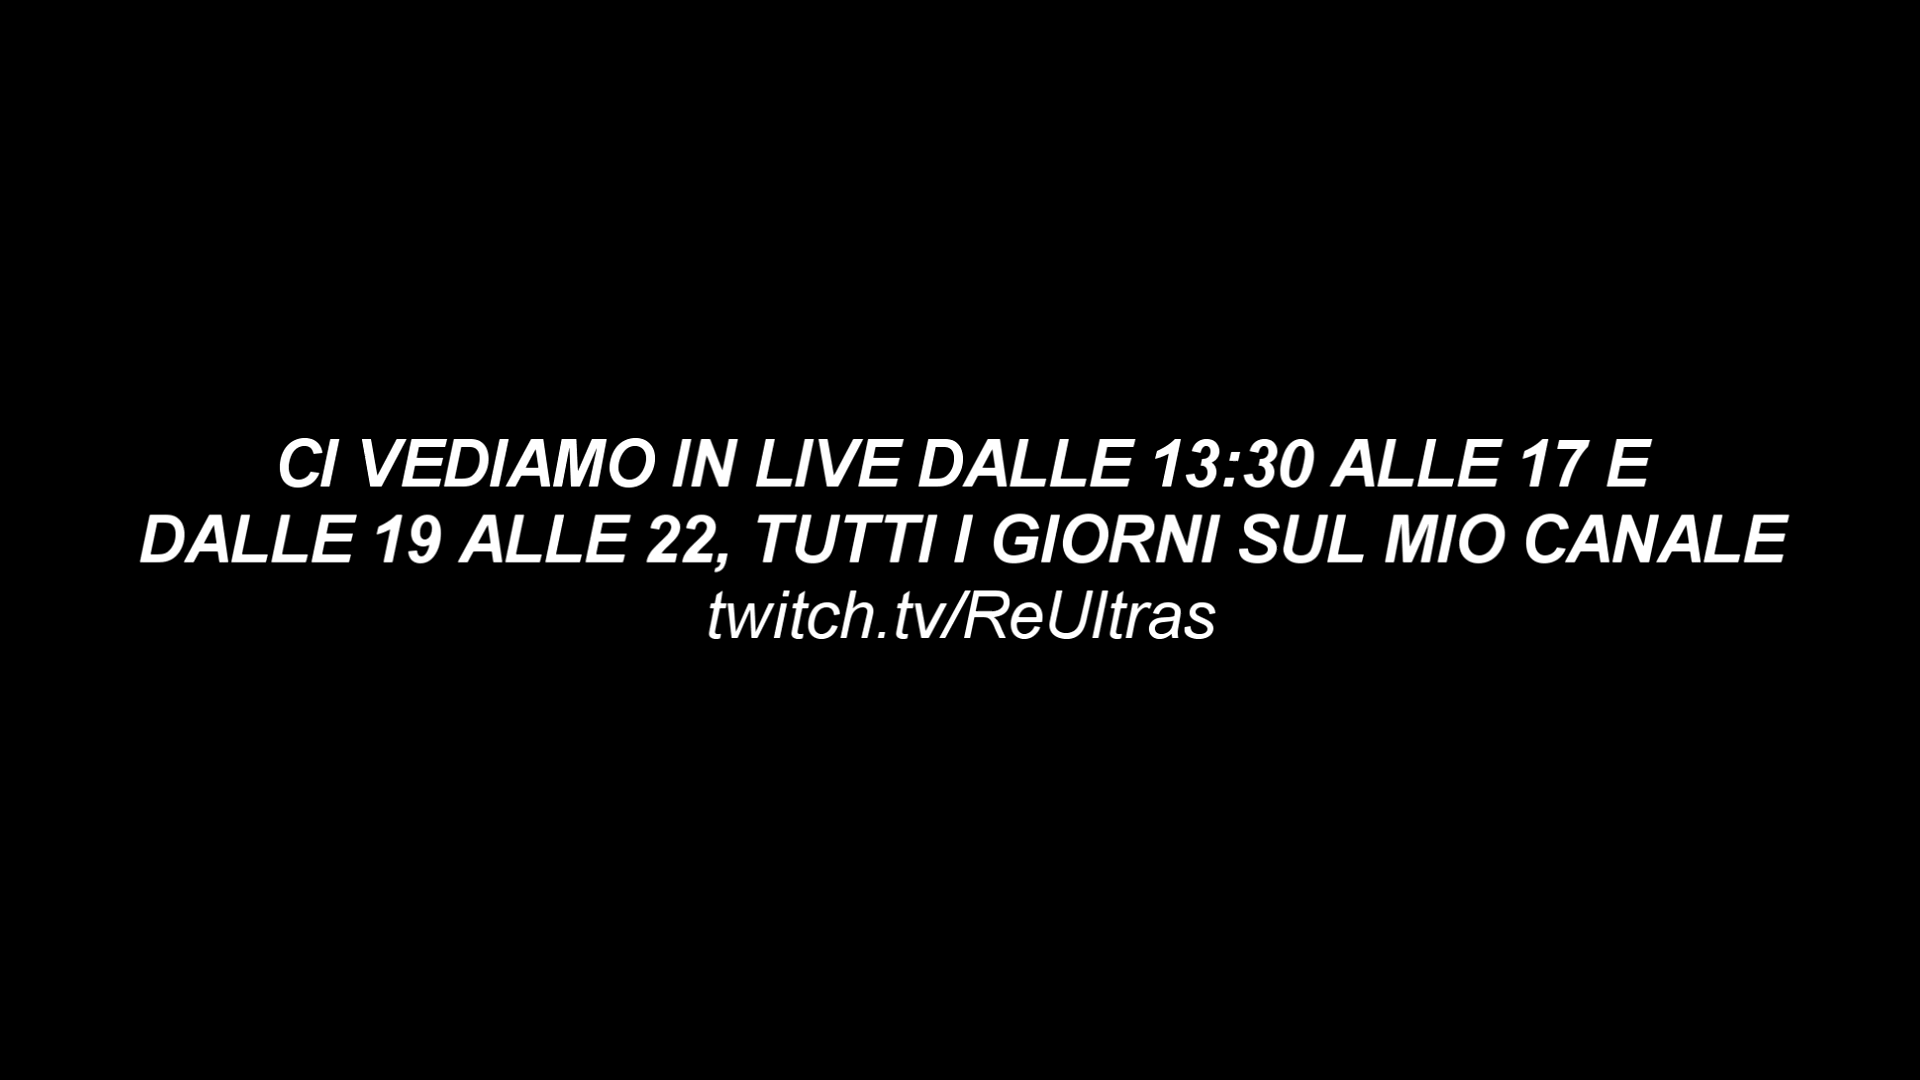 CI VEDIAMO IN LIVE DALLE 13:30 ALLE 17 E
DALLE 19 ALLE 22, TUTTI I GIORNI SUL MIO CANALE
twitch.tv/ReUltras